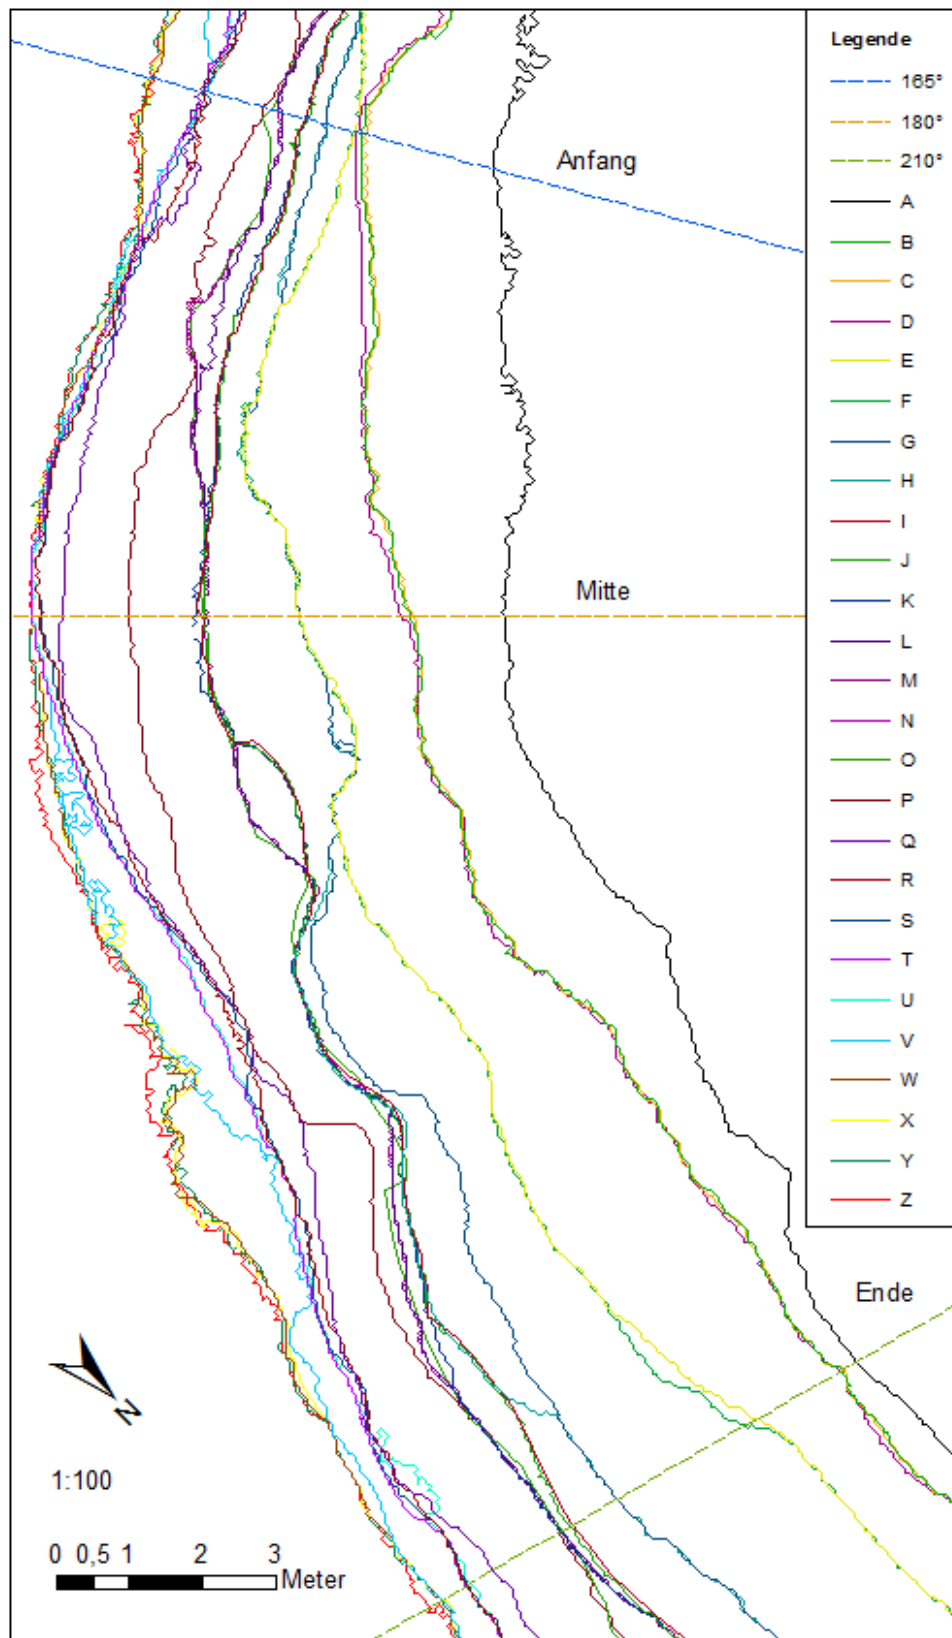 Legende
165°
180°
210°
A
B
C
D
E
F
G
H
I
J
K
L
M
N
O
P
Q
R
S
T
U
V
W
X
Y
Z
Anfang
Mitte
Ende
N
1:100
0 0,5 1 2 3
Meter